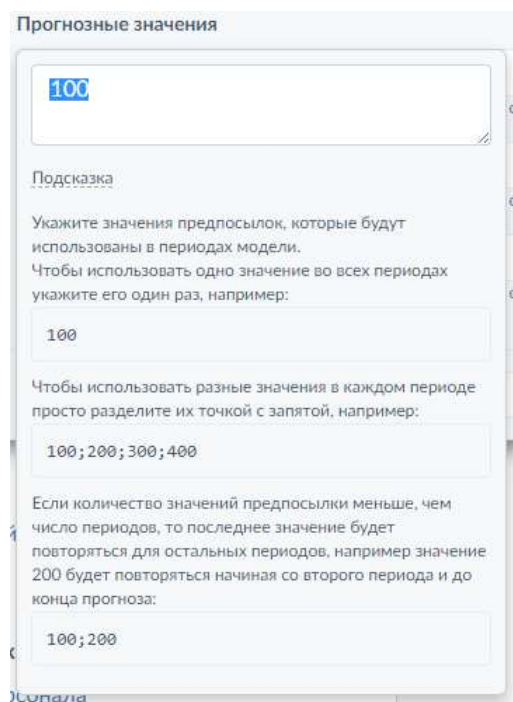 Прогнозные значения
100
Подсказка
Укажите значения предпосылок, которые будут
использованы в периодах модели.
Чтобы использовать одно значение во всех периодах
укажите его один раз, например:
100
Чтобы использовать разные значения в каждом периоде
просто разделите их точкой с запятой, например:
100;200;300;400
Если количество значений предпосылки меньше, чем
число периодов, то последнее значение будет
повторяться для остальных периодов, например значение
200 будет повторяться начиная со второго периода и до
конца прогноза:
100;200